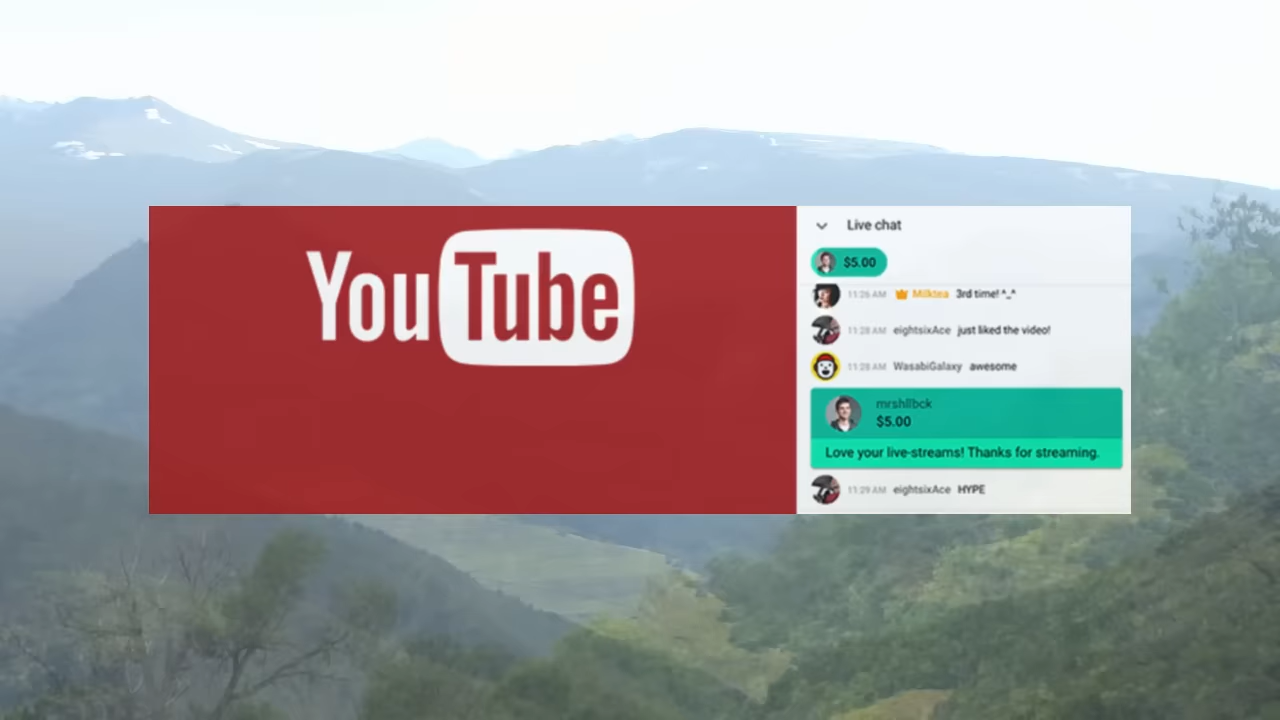 YouTube
Live chat
$5.00
11:26 AM Milktea 3rd time! ^_^
11:28 AM eightsixAce just liked the video!
11:28 AM WasabiGalaxy awesome
mrshllbck
$5.00
Love your live-streams! Thanks for streaming.
11:29 AM eightsixAce HYPE